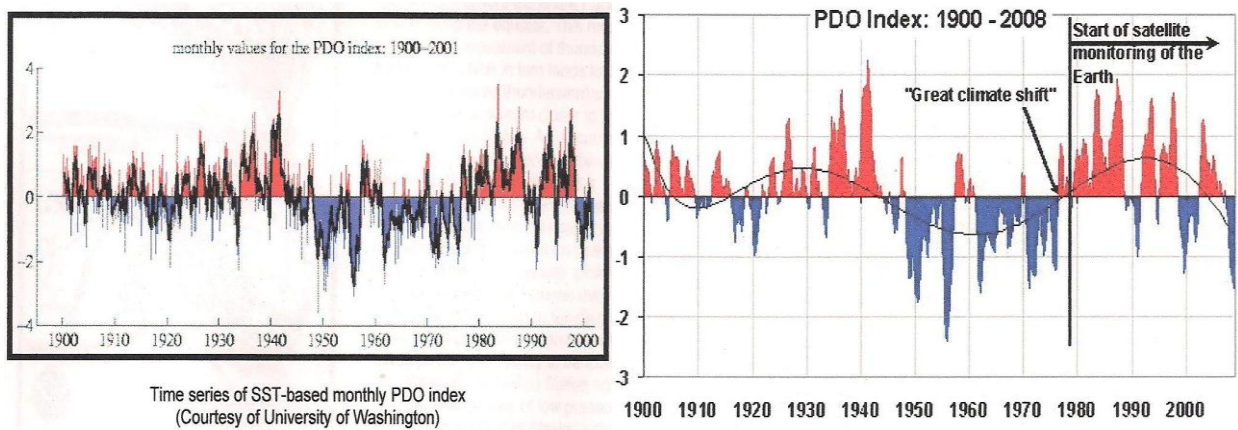 monthly values for the PDO index: 1900–2001
4
2
0
−2
−4
1900 1910 1920 1930 1940 1950 1960 1970 1980 1990 2000
Time series of SST-based monthly PDO index
(Courtesy of University of Washington)
PDO Index: 1900 - 2008
Start of satellite
monitoring of the
Earth
"Great climate shift"
3
2
1
0
-1
-2
-3
1900 1910 1920 1930 1940 1950 1960 1970 1980 1990 2000